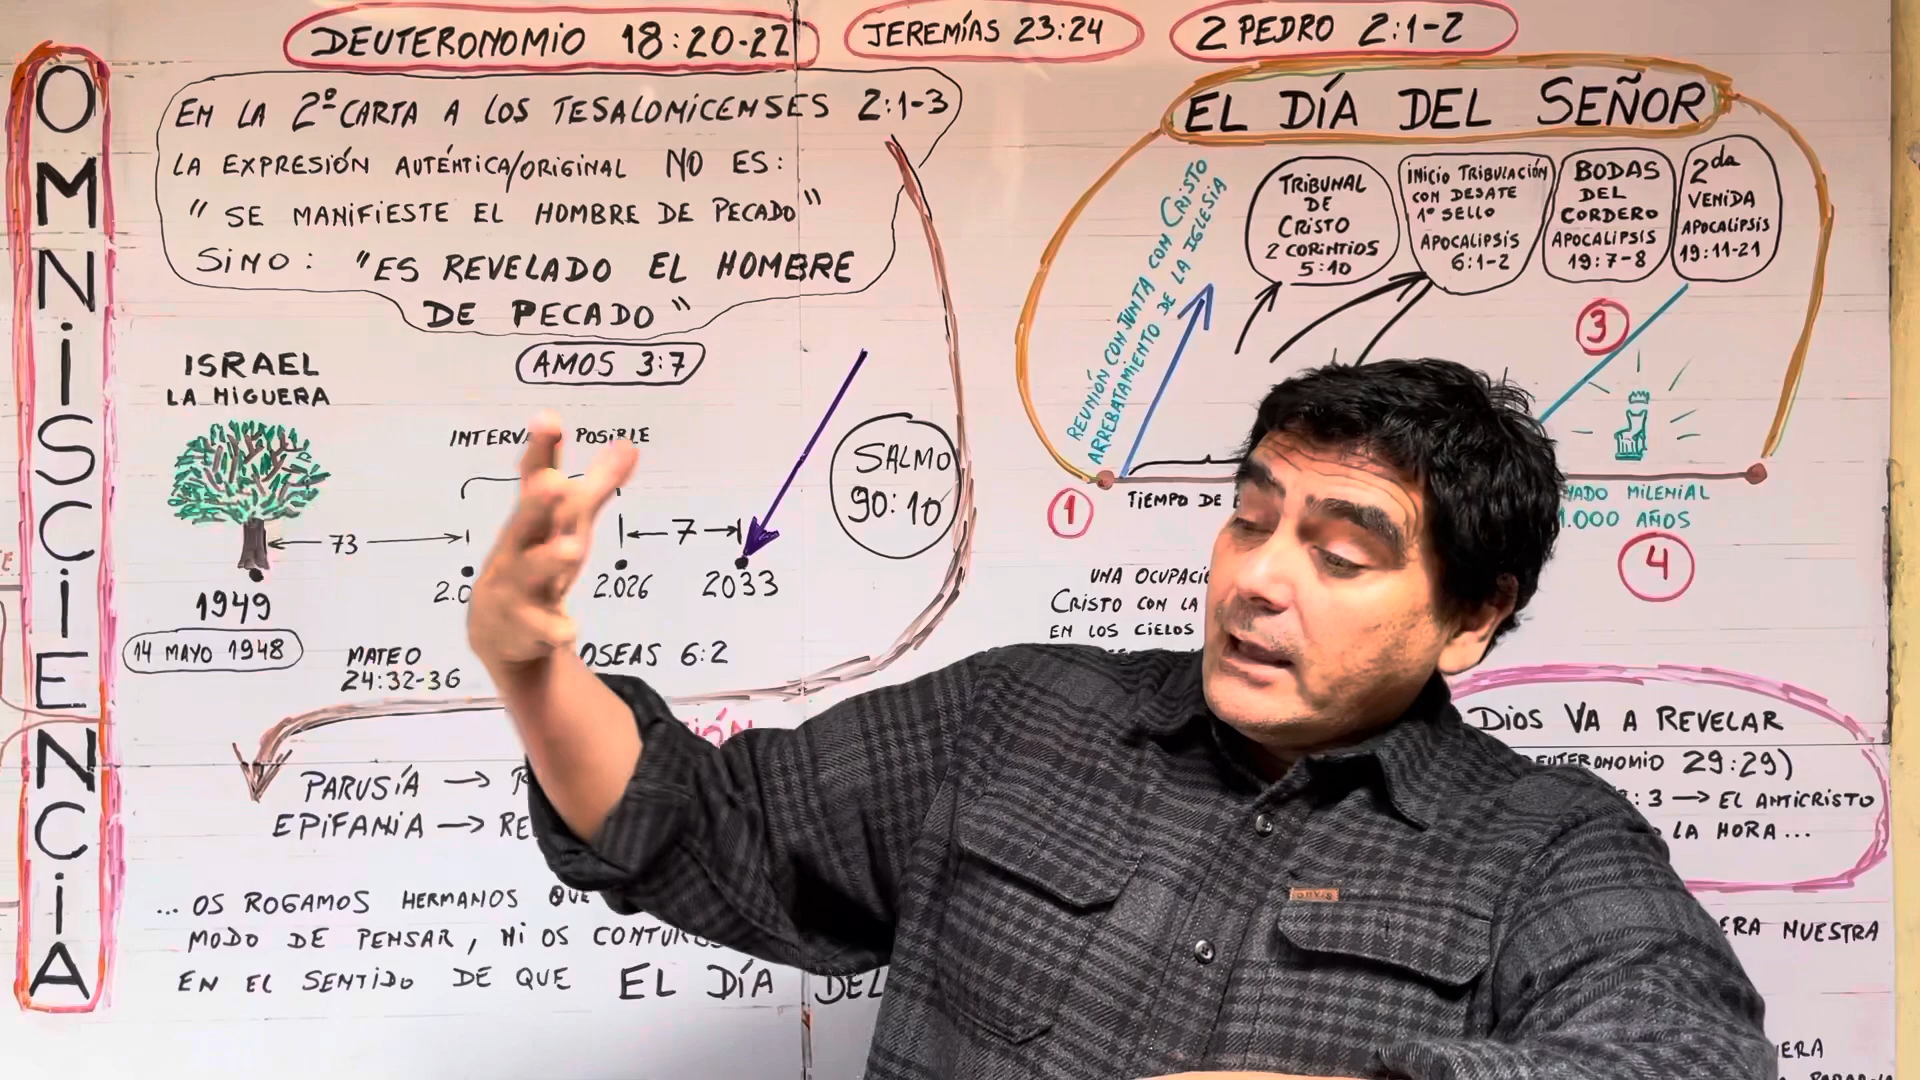 DEUTERONOMIO 18:20-22
JEREMÍAS 23:24
2 PEDRO 2:1-2
OMNISCIENCIA
EN LA 2º CARTA A LOS TESALONICENSES 2:1-3
LA EXPRESIÓN AUTÉNTICA/ORIGINAL NO ES:
"SE MANIFIESTE EL HOMBRE DE PECADO"
SINO: "ES REVELADO EL HOMBRE
DE PECADO"
AMOS 3:7
ISRAEL
LA HIGUERA
POSIBLE
73
7
1949
2.026
2033
14 MAYO 1948
MATEO
24:32-36
OSEAS 6:2
SALMO
90:10
PARUSÍA →
EPIFANIA →
... OS ROGAMOS HERMANOS QUE
MODO DE PENSAR, NI OS
EN EL SENTIDO DE QUE EL DÍA DEL
EL DÍA DEL SEÑOR
REUNIÓN CONJUNTA CON CRISTO
ARREBATAMIENTO DE LA IGLESIA
TRIBUNAL
DE
CRISTO
2 CORINTIOS
5:10
INICIO TRIBULACIÓN
CON DESATE
1º SELLO
APOCALIPSIS
6:1-2
BODAS
DEL
CORDERO
APOCALIPSIS
19:7-8
2da
VENIDA
APOCALIPSIS
19:11-21
3
1
TIEMPO DE
MILENIAL
1.000 AÑOS
4
UNA
CRISTO CON LA
EN LOS CIELOS
DIOS VA A REVELAR
29:29)
:3 → EL ANTICRISTO
LA HORA...
NUESTRA
ORVIS